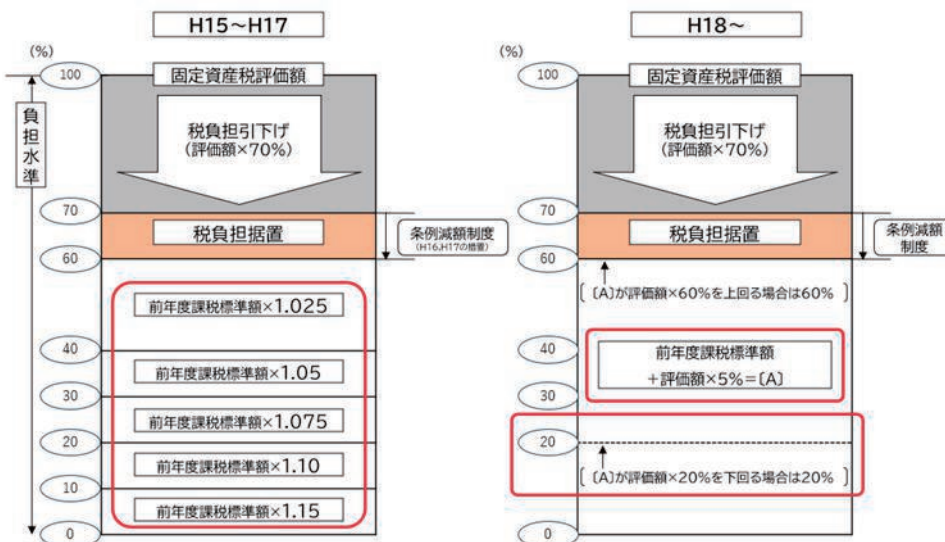 H15～H17
(%)
100
固定資産税評価額
負担水準
税負担引下げ
(評価額×70%)
70
税負担据置
条例減額制度
(H16,H17の措置)
60
前年度課税標準額×1.025
40
前年度課税標準額×1.05
30
前年度課税標準額×1.075
20
前年度課税標準額×1.10
10
前年度課税標準額×1.15
0
H18～
(%)
100
固定資産税評価額
税負担引下げ
(評価額×70%)
70
税負担据置
条例減額
制度
60
〔〔A〕が評価額×60%を上回る場合は60%〕
40
前年度課税標準額
＋評価額×5%＝〔A〕
30
20
〔〔A〕が評価額×20%を下回る場合は20%〕
0